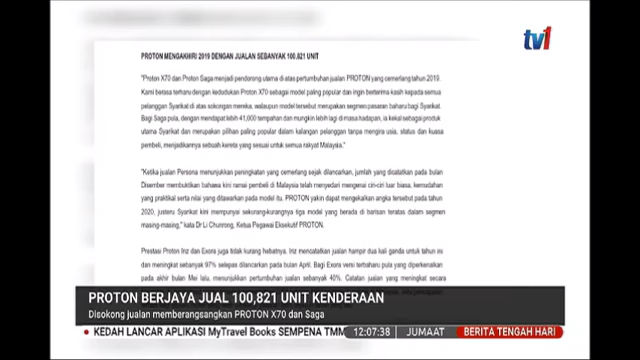 tv1
PROTON MENGAKHIRI 2019 DENGAN JUALAN SEBANYAK 100,821 UNIT
"Proton X70 dan Proton Saga menjadi pendorong utama di atas pertumbuhan jualan PROTON yang cemerlang tahun 2019.
Kami berasa terharu dengan kedudukan Proton X70 sebagai model paling popular dan ingin berterima kasih kepada semua
pelanggan Syarikat di atas sokongan mereka, walaupun model tersebut merupakan segmen pasaran baharu bagi Syarikat.
Bagi Saga pula, dengan mendapat lebih 41,000 tempahan dan mungkin lebih lagi di masa hadapan, ia kekal sebagai produk
utama Syarikat dan merupakan pilihan paling popular dalam kalangan pelanggan tanpa mengira usia, status dan kuasa
pembeli, menjadikannya sebuah kereta yang sesuai untuk semua rakyat Malaysia."
"Ketika jualan Persona menunjukkan peningkatan yang cemerlang sejak dilancarkan, jumlah yang dicatatkan pada bulan
Disember membuktikan bahawa kini ramai pembeli di Malaysia telah menyedari mengenai ciri-ciri luar biasa, kemudahan
yang praktikal serta nilai yang ditawarkan pada model itu. PROTON yakin dapat mengekalkan angka tersebut pada tahun
2020, justeru Syarikat kini mempunyai sekurang-kurangnya tiga model yang berada di barisan teratas dalam segmen
masing-masing," kata Dr Li Chunrong, Ketua Pegawai Eksekutif PROTON.
Prestasi Proton Iriz dan Exora juga tidak kurang hebatnya. Iriz mencatatkan jualan hampir dua kali ganda untuk tahun ini
dan meningkat sebanyak 97% selepas dilancarkan pada bulan April. Bagi Exora versi terbaharu pula yang diperkenalkan
pada akhir bulan Mei lalu, menunjukkan pertumbuhan jualan sebanyak 40%. Catatan jualan yang meningkat secara
PROTON BERJAYA JUAL 100,821 UNIT KENDERAAN
Disokong jualan memberangsangkan PROTON X70 dan Saga
KEDAH LANCAR APLIKASI MyTravel Books SEMPENA TMM 12:07:38 JUMAAT BERITA TENGAH HARI